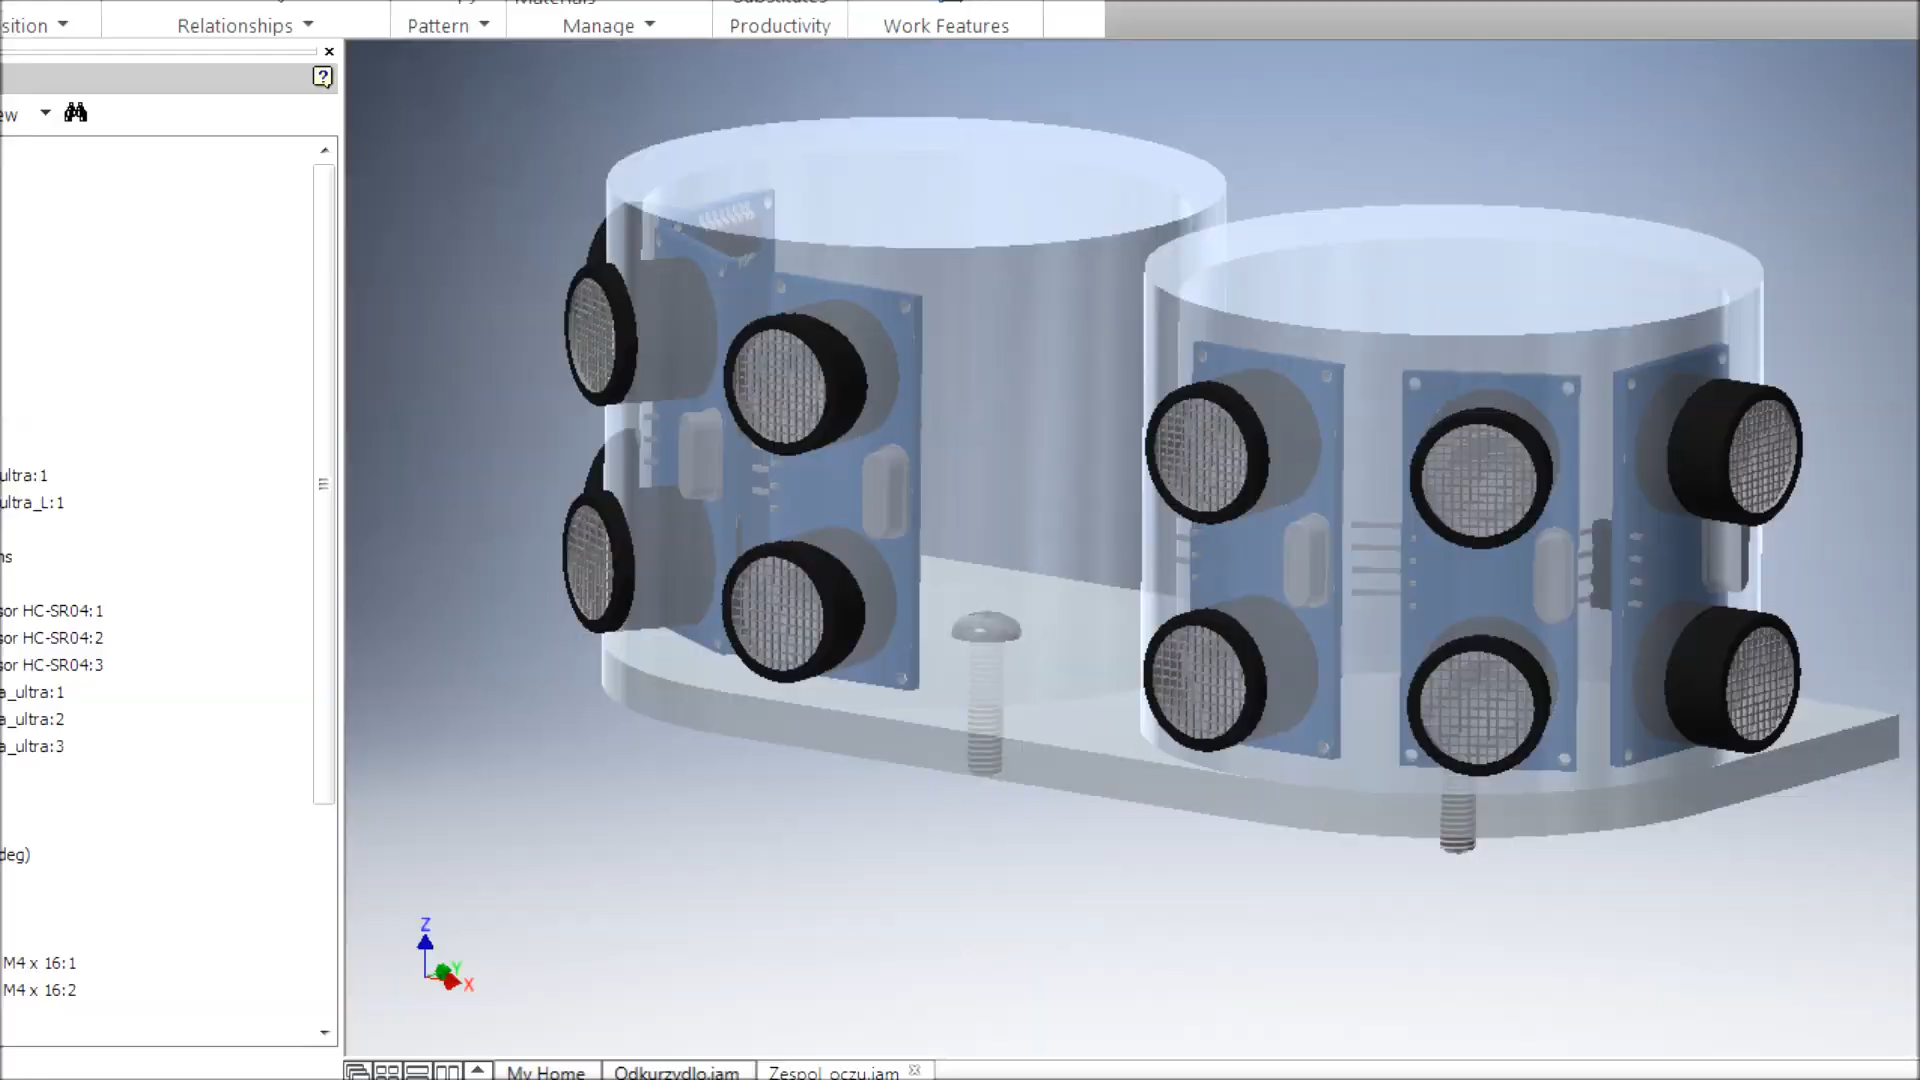 sition Relationships Pattern Manage Productivity Work Features
ew
ultra:1
ultra_L:1
ns
sor HC-SR04:1
sor HC-SR04:2
sor HC-SR04:3
a_ultra:1
a_ultra:2
a_ultra:3
deg)
M4 x 16:1
M4 x 16:2
Z
Y
X
My Home Odkurzydlo.iam Zespol_oczu.iam